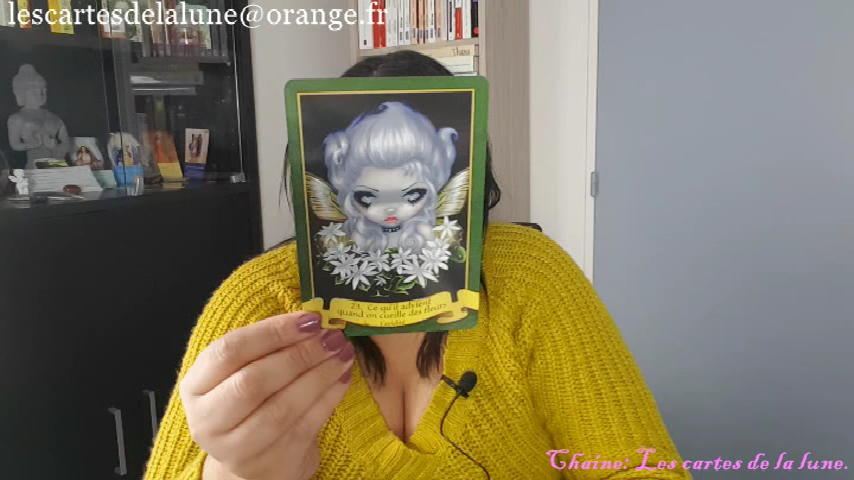 lescartesdelalune@orange.fr
23. Ce qu'il advient
quand on cueille des fleurs
Chaîne: Les cartes de la lune.